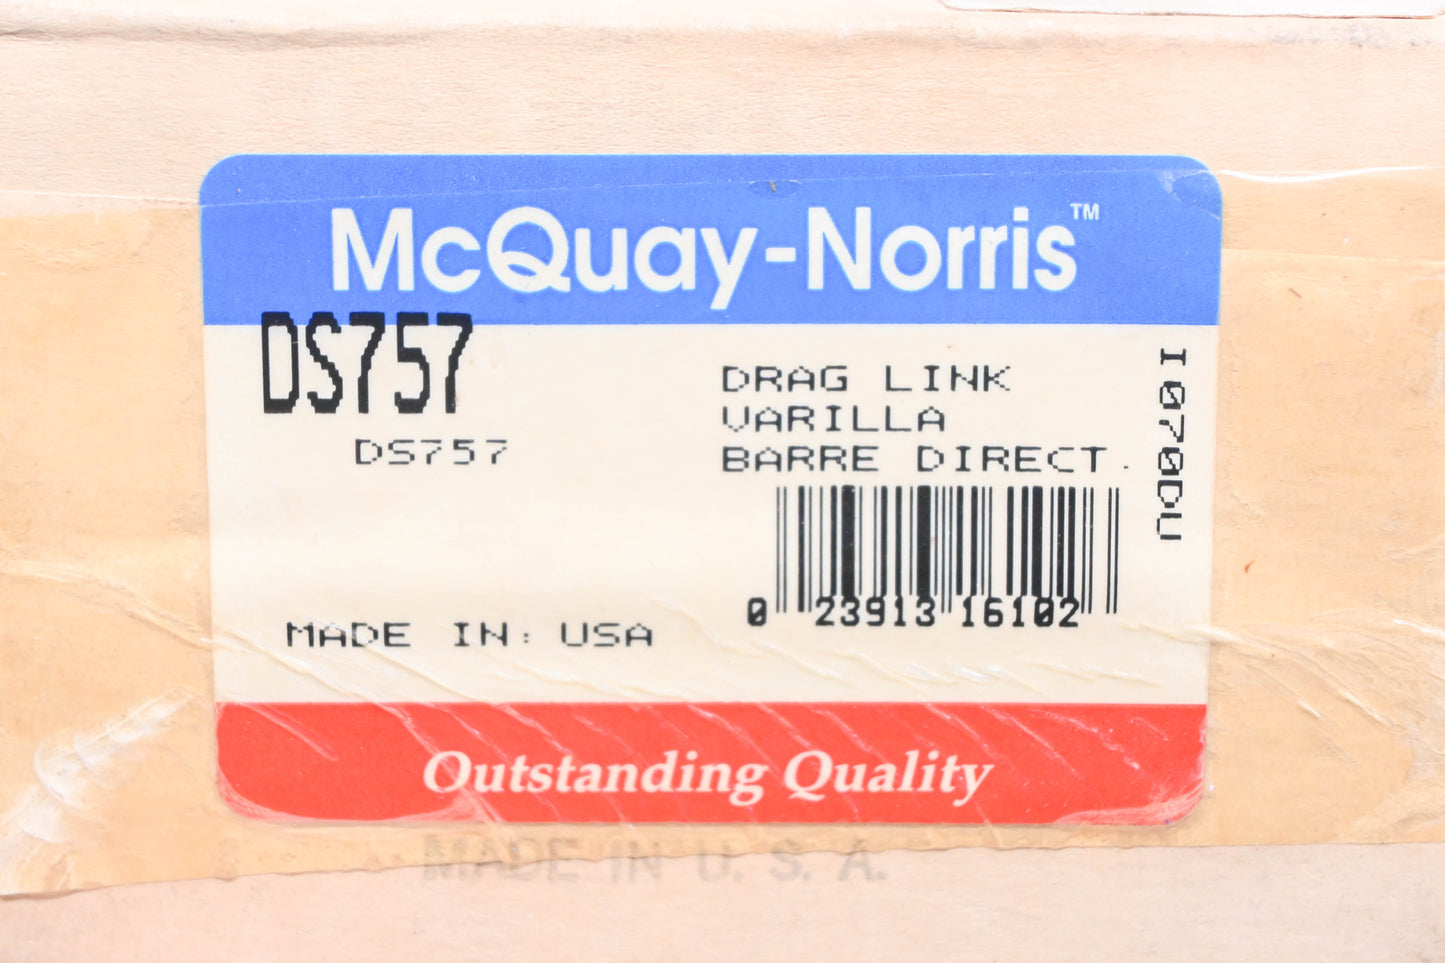 McQuay-Norris™
DS757
DS757
DRAG LINK
VARILLA
BARRE DIRECT.
I070DU
0 23913 16102
MADE IN: USA
Outstanding Quality
MADE IN U. S. A.